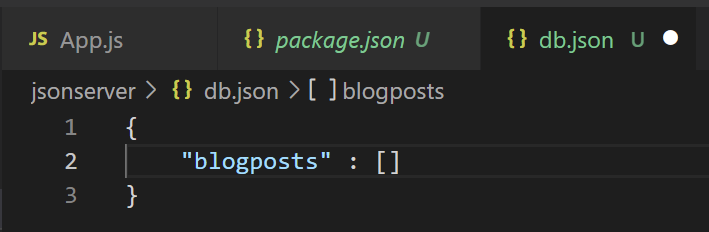 JS App.js {} package.json U {} db.json U
jsonserver > {} db.json > [ ] blogposts
1 {
2 "blogposts" : []
3 }